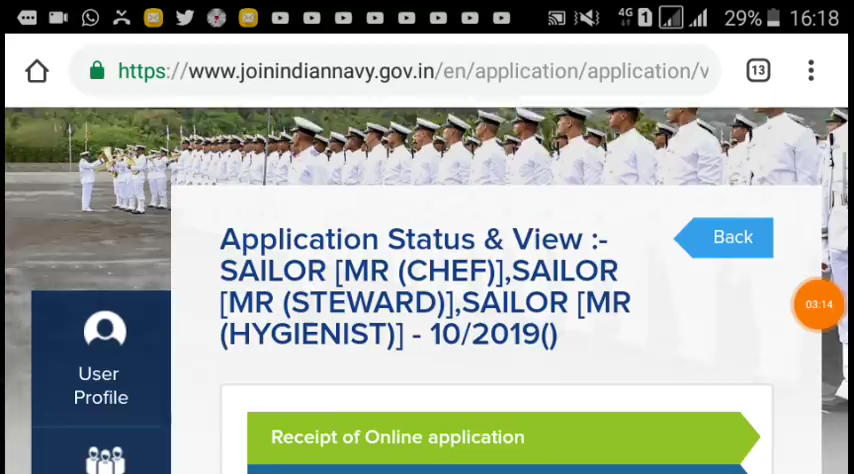 4G 1 29% 16:18
https://www.joinindiannavy.gov.in/en/application/application/v
13
Application Status & View :-
Back
SAILOR [MR (CHEF)],SAILOR
[MR (STEWARD)],SAILOR [MR
(HYGIENIST)] - 10/2019()
03:14
User
Profile
Receipt of Online application